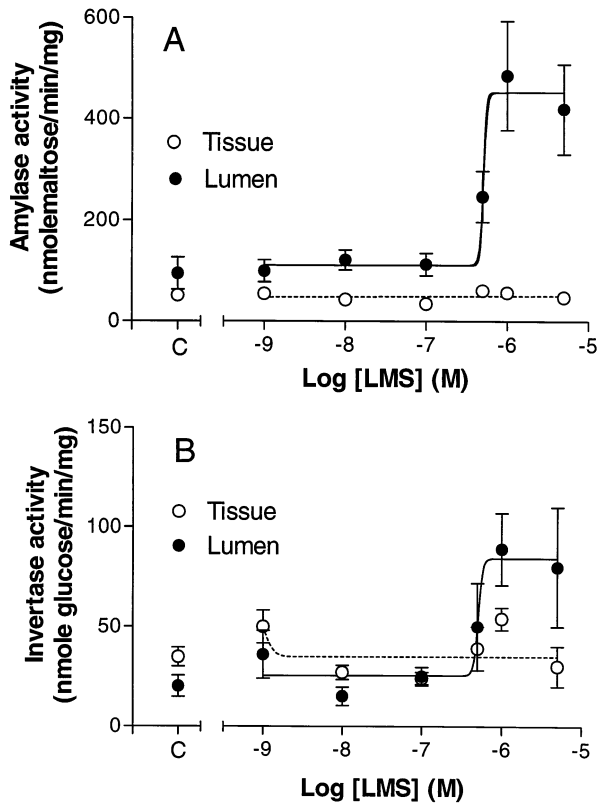 A
Amylase activity
(nmolemaltose/min/mg)
600
400
200
0
Tissue
Lumen
C
-9 -8 -7 -6 -5
Log [LMS] (M)
B
Invertase activity
(nmole glucose/min/mg)
150
100
50
0
Tissue
Lumen
C
-9 -8 -7 -6 -5
Log [LMS] (M)